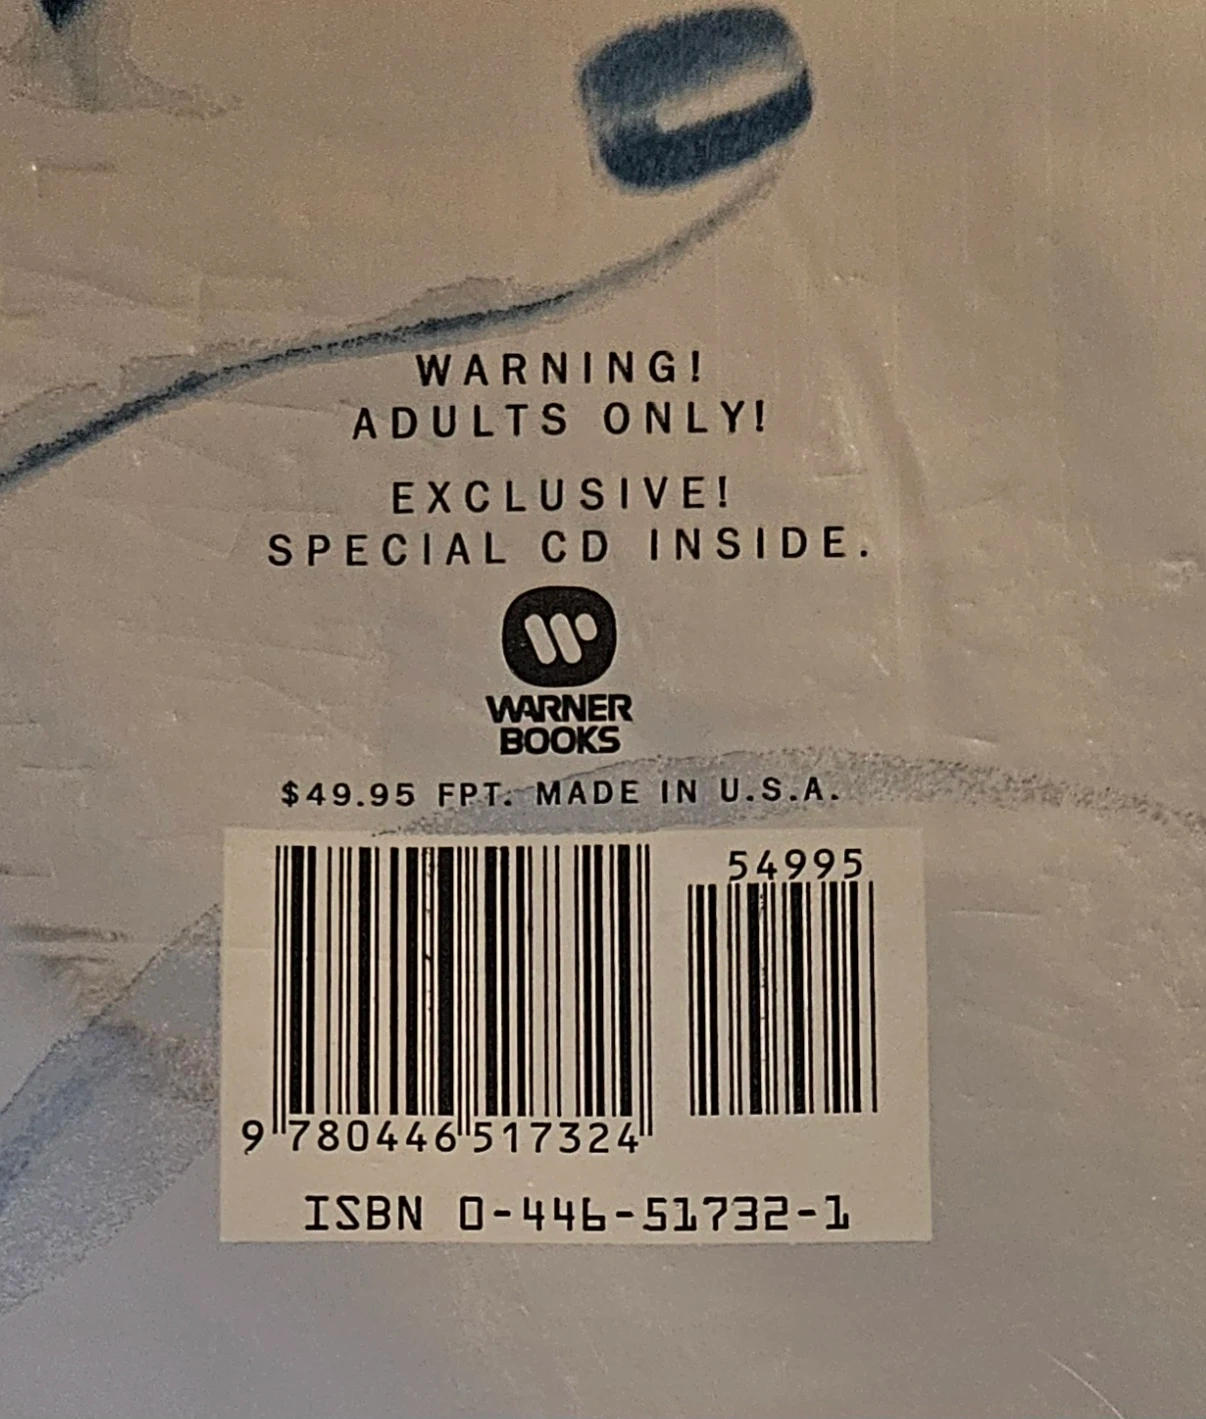 WARNING!
ADULTS ONLY!
EXCLUSIVE!
SPECIAL CD INSIDE.
WARNER
BOOKS
$49.95 FPT. MADE IN U.S.A.
54995
9 780446 517324
ISBN 0-446-51732-1